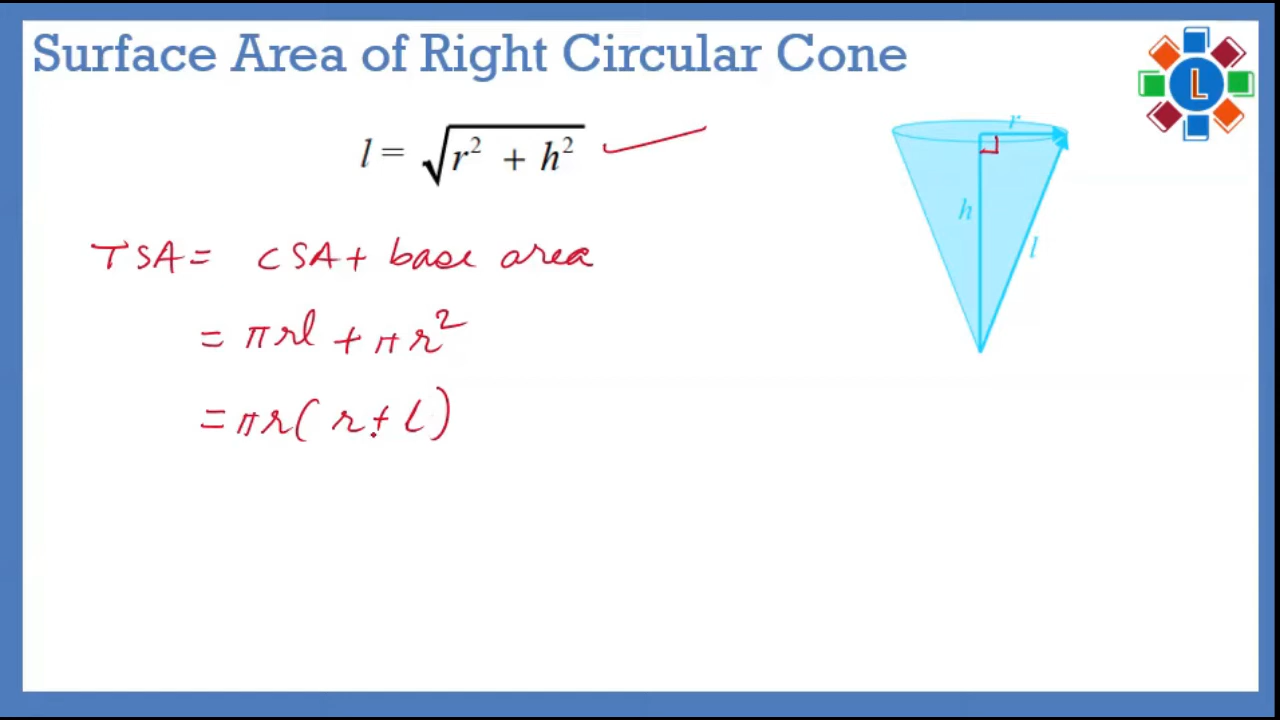 Surface Area of Right Circular Cone
L
l = √r² + h²
r
h
l
TSA = CSA + base area
= πrl + πr²
= πr( r + l )